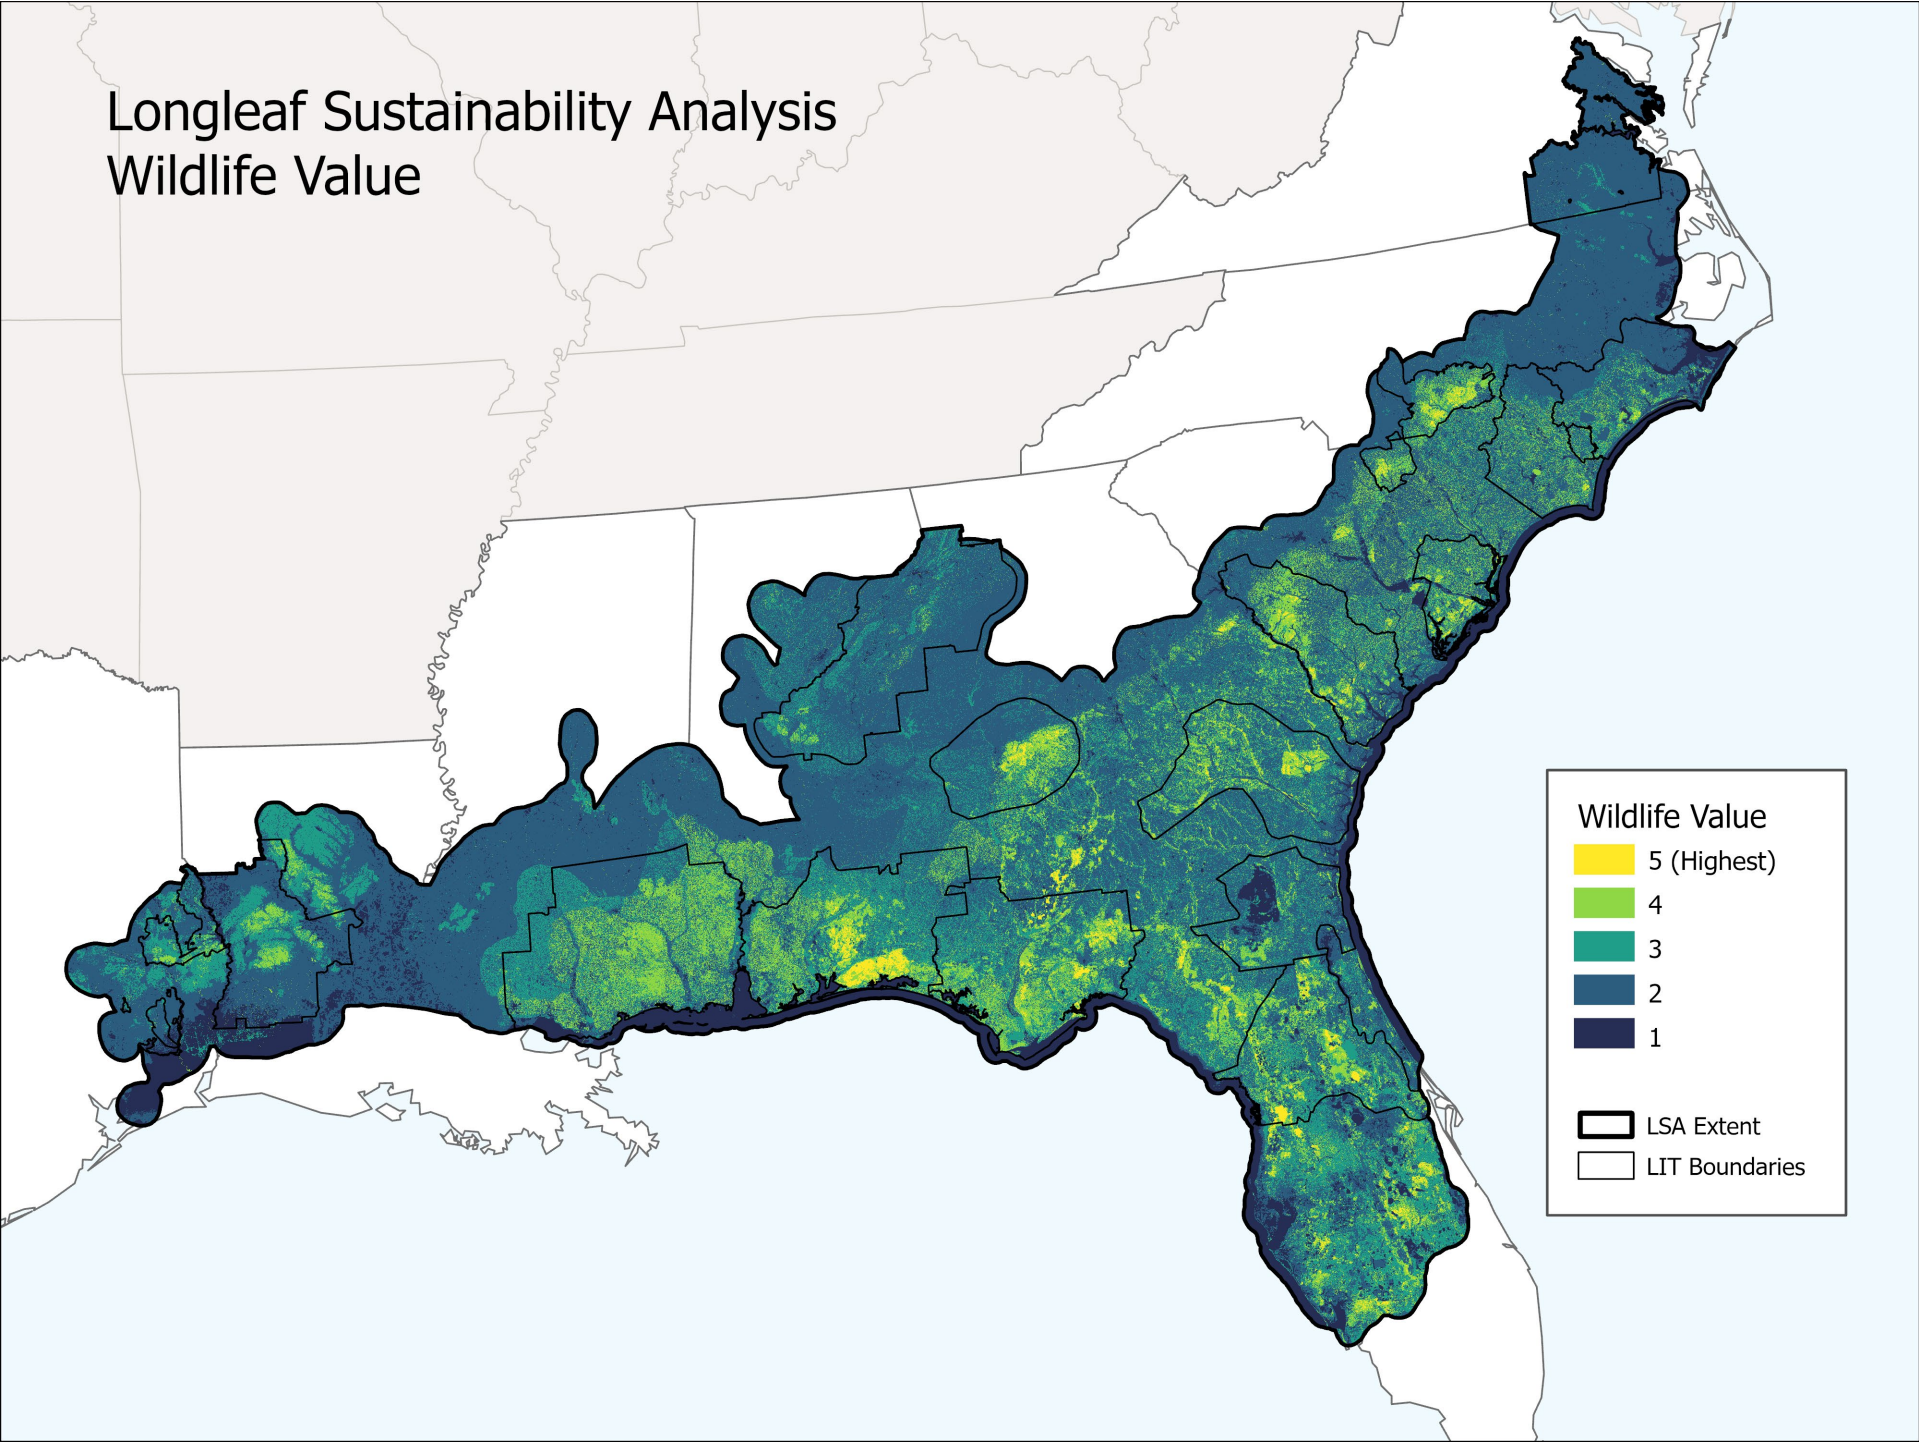 Longleaf Sustainability Analysis
Wildlife Value
Wildlife Value
5 (Highest)
4
3
2
1
LSA Extent
LIT Boundaries